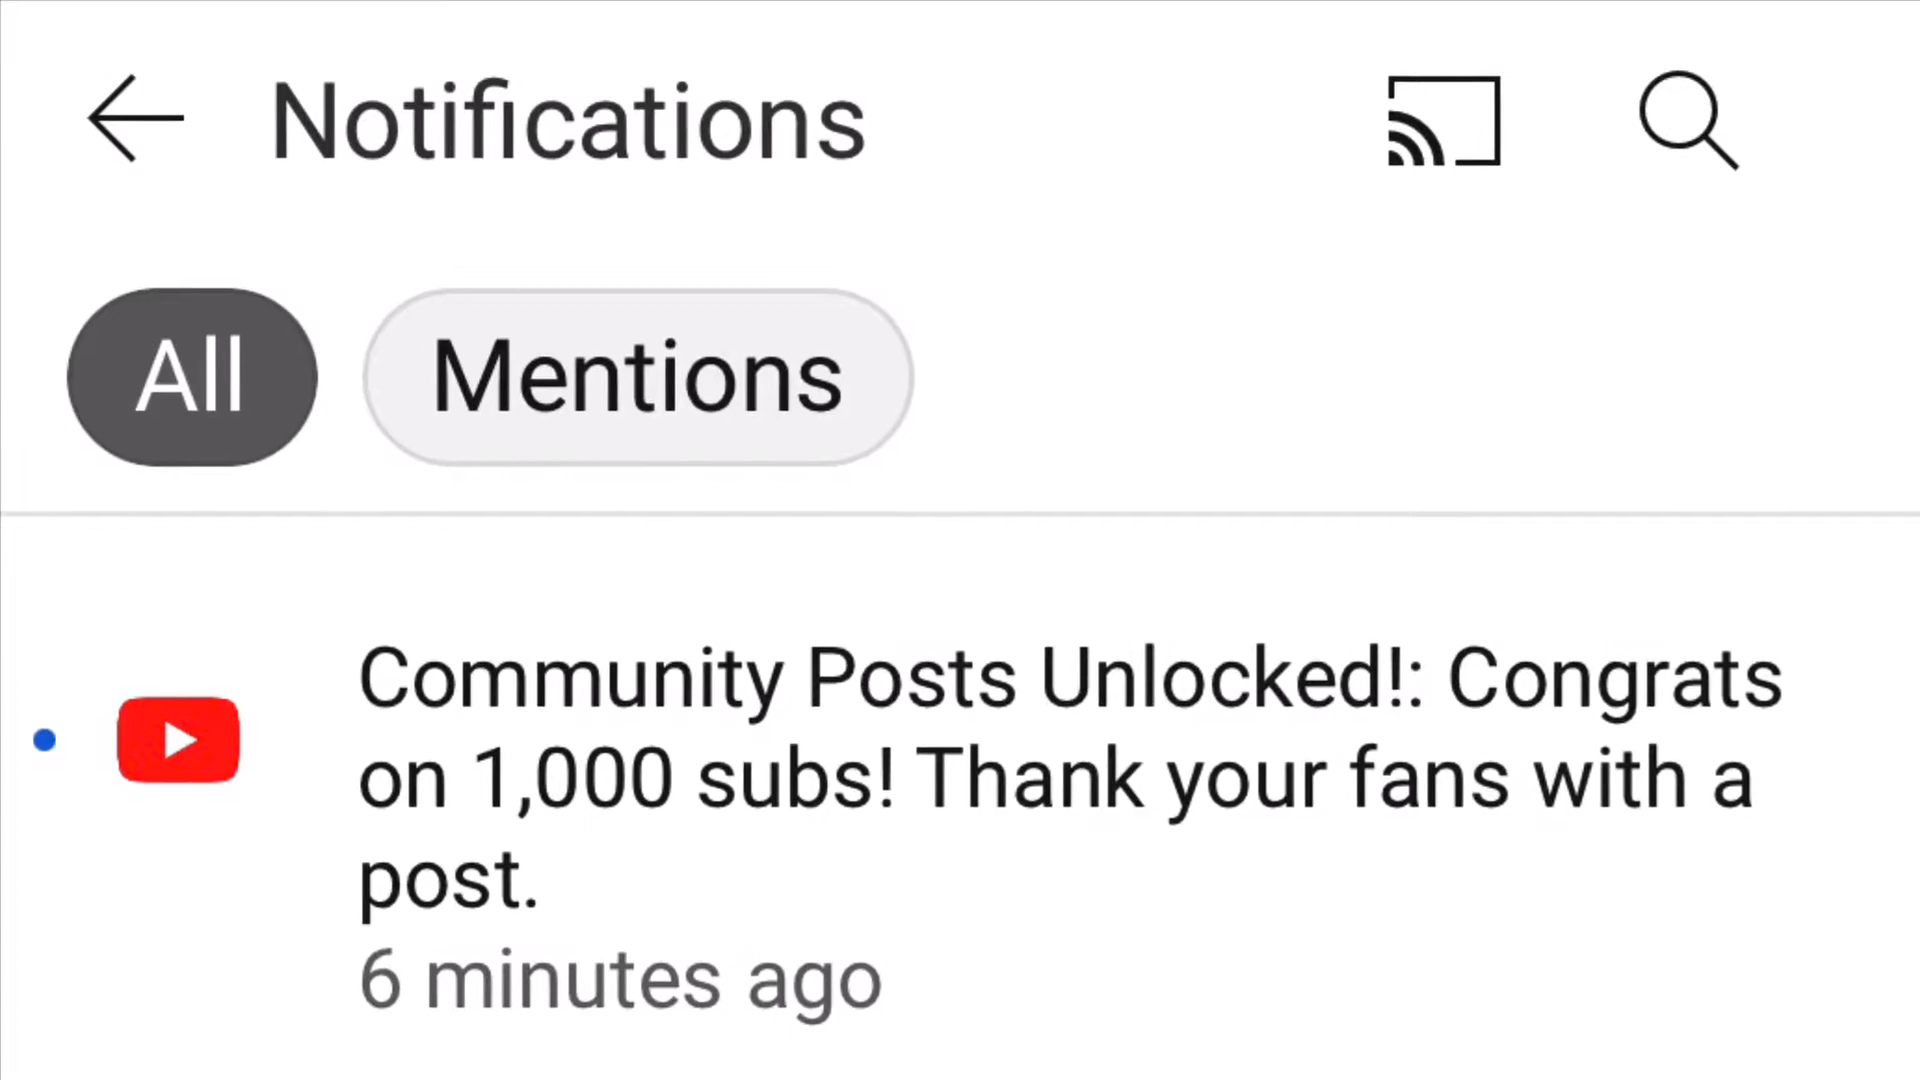 Notifications
All Mentions
Community Posts Unlocked!: Congrats
on 1,000 subs! Thank your fans with a
post.
6 minutes ago